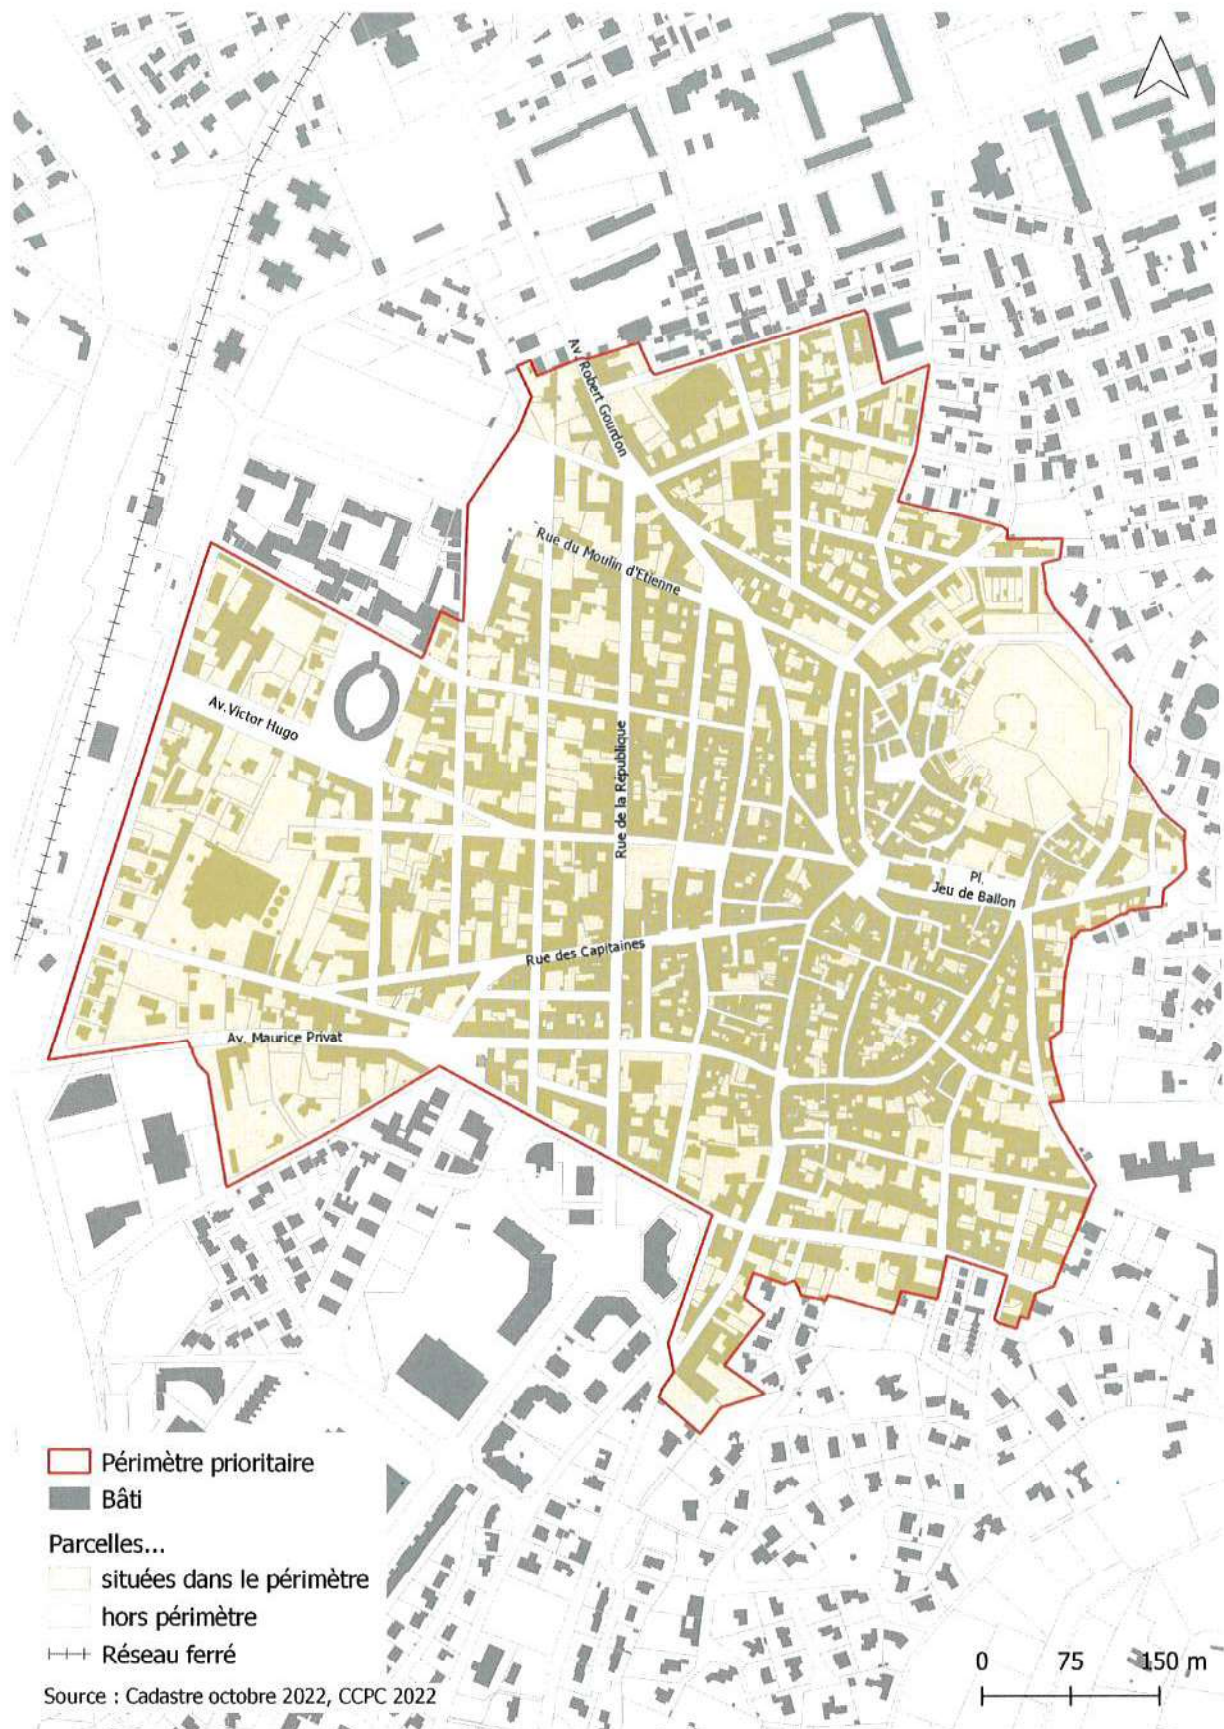 Av. Robert Gourdon
Rue du Moulin d'Etienne
Av. Victor Hugo
Rue de la République
Pl.
Jeu de Ballon
Rue des Capitaines
Av. Maurice Privat
Périmètre prioritaire
Bâti
Parcelles...
situées dans le périmètre
hors périmètre
Réseau ferré
0 75 150 m
Source : Cadastre octobre 2022, CCPC 2022